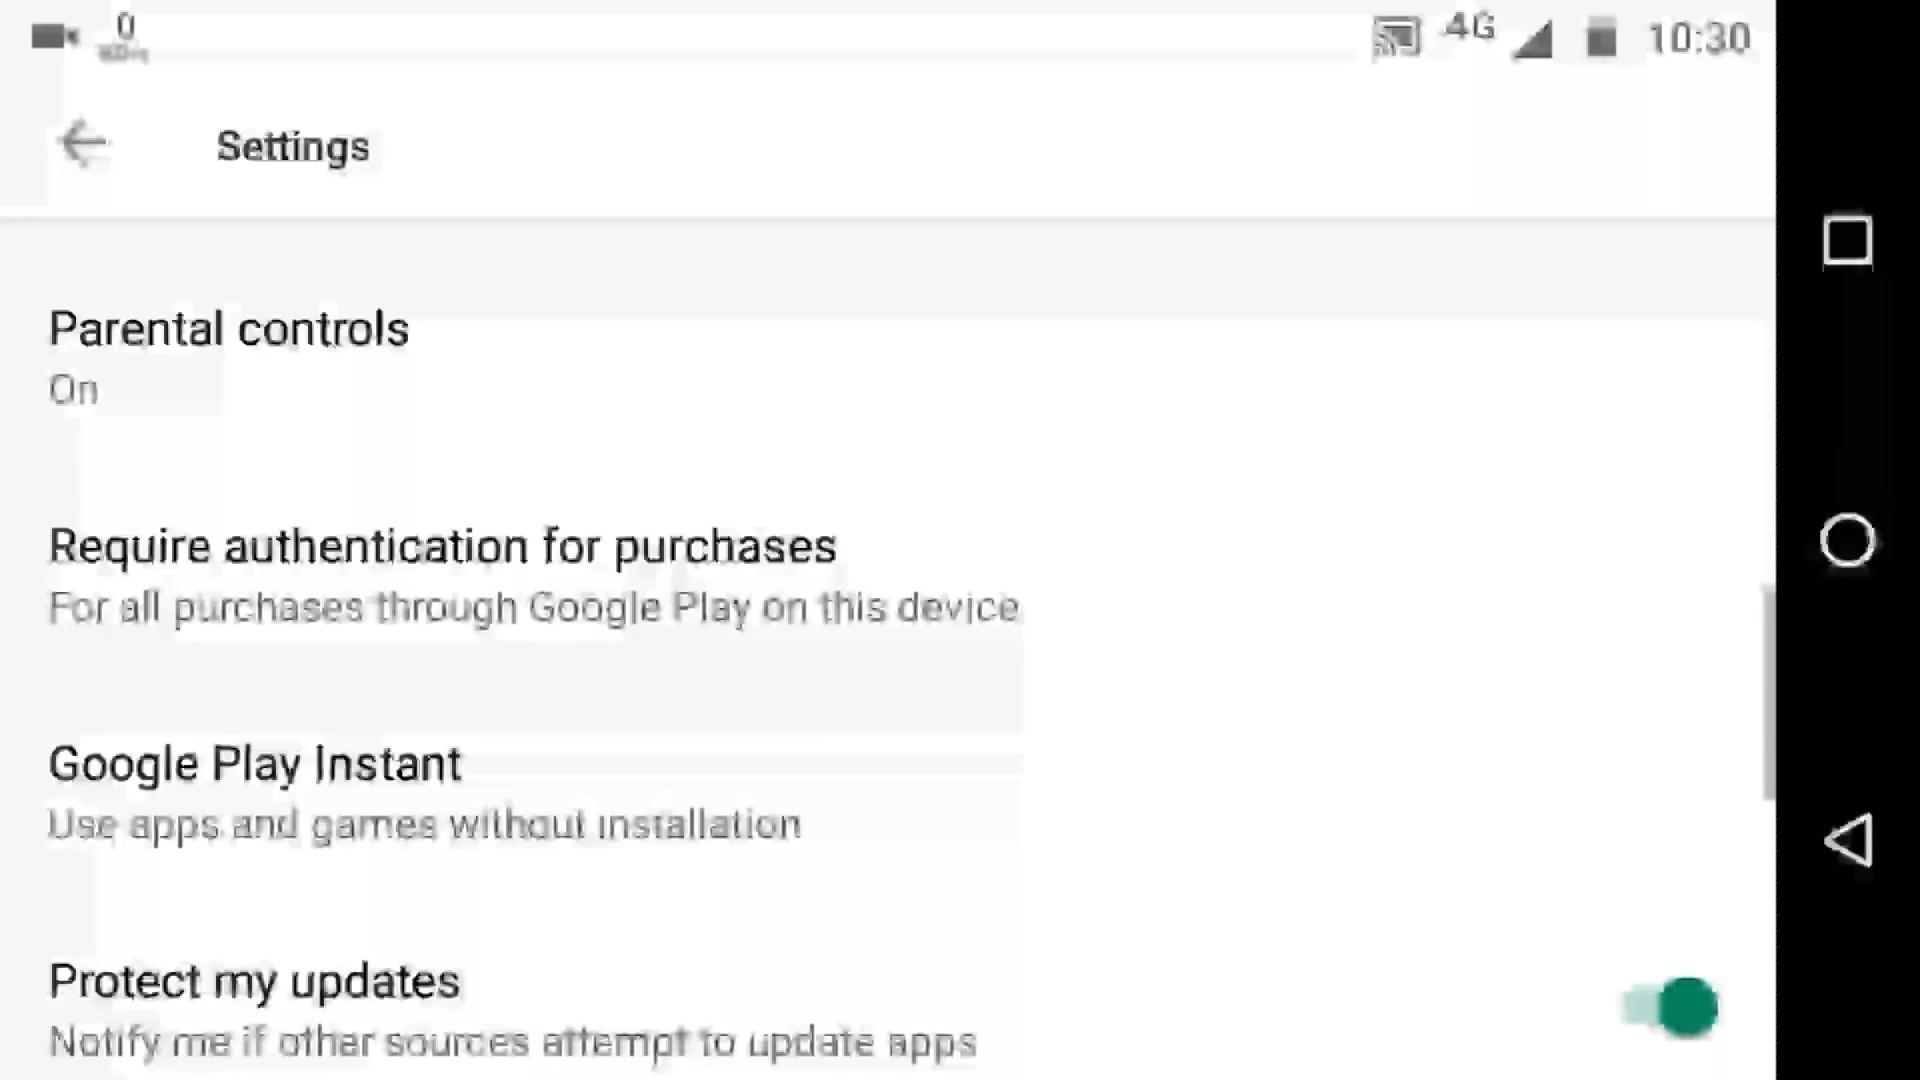 0
4G
10:30
Settings
Parental controls
On
Require authentication for purchases
For all purchases through Google Play on this device
Google Play Instant
Use apps and games without installation
Protect my updates
Notify me if other sources attempt to update apps